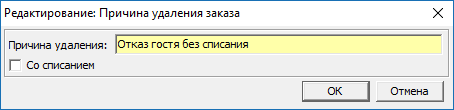 Редактирование: Причина удаления заказа
Причина удаления: Отказ гостя без списания
Со списанием
OK Отмена